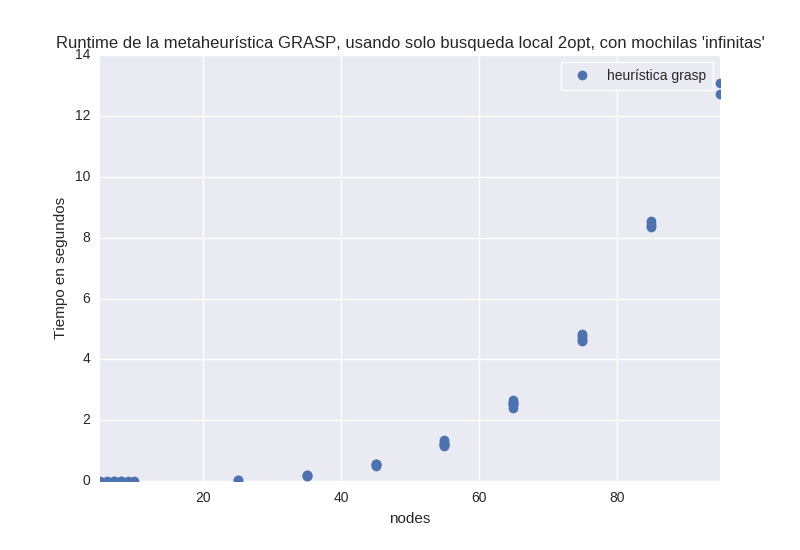 Runtime de la metaheurística GRASP, usando solo busqueda local 2opt, con mochilas 'infinitas'
heurística grasp
Tiempo en segundos
14
12
10
8
6
4
2
0
20 40 60 80
nodes